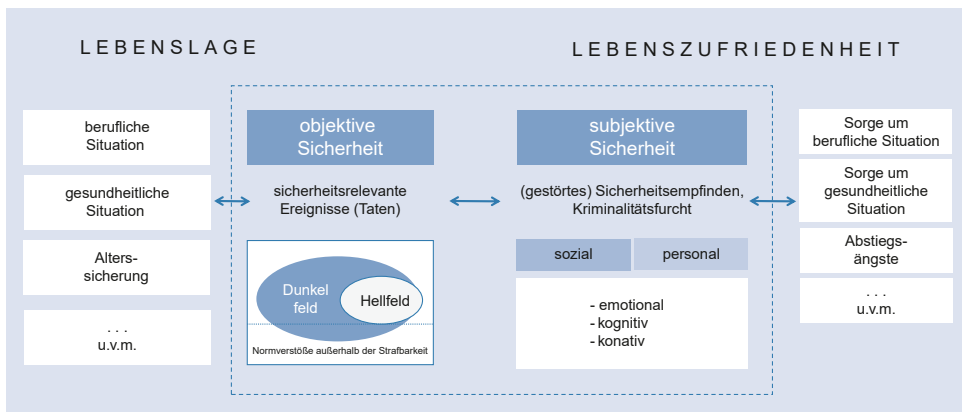 LEBENSLAGE
LEBENSZUFRIEDENHEIT
berufliche
Situation
gesundheitliche
Situation
Alters-
sicherung
. . .
u.v.m.
objektive
Sicherheit
sicherheitsrelevante
Ereignisse (Taten)
Dunkel
feld
Hellfeld
Normverstöße außerhalb der Strafbarkeit
subjektive
Sicherheit
(gestörtes) Sicherheitsempfinden,
Kriminalitätsfurcht
sozial
personal
- emotional
- kognitiv
- konativ
Sorge um
berufliche Situation
Sorge um
gesundheitliche
Situation
Abstiegs-
ängste
. . .
u.v.m.